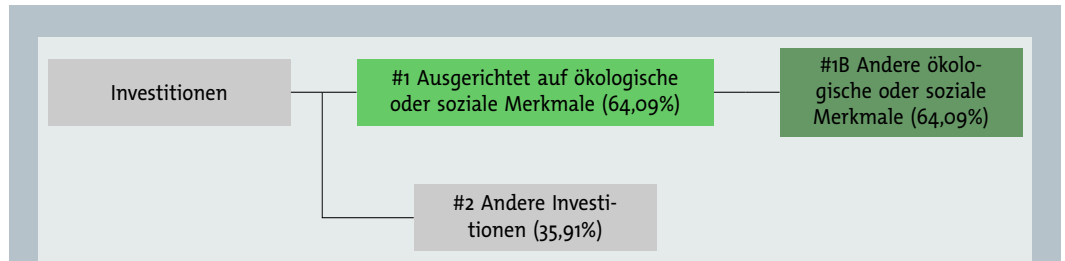 Investitionen
#1 Ausgerichtet auf ökologische
oder soziale Merkmale (64,09%)
#1B Andere ökolo-
gische oder soziale
Merkmale (64,09%)
#2 Andere Investi-
tionen (35,91%)